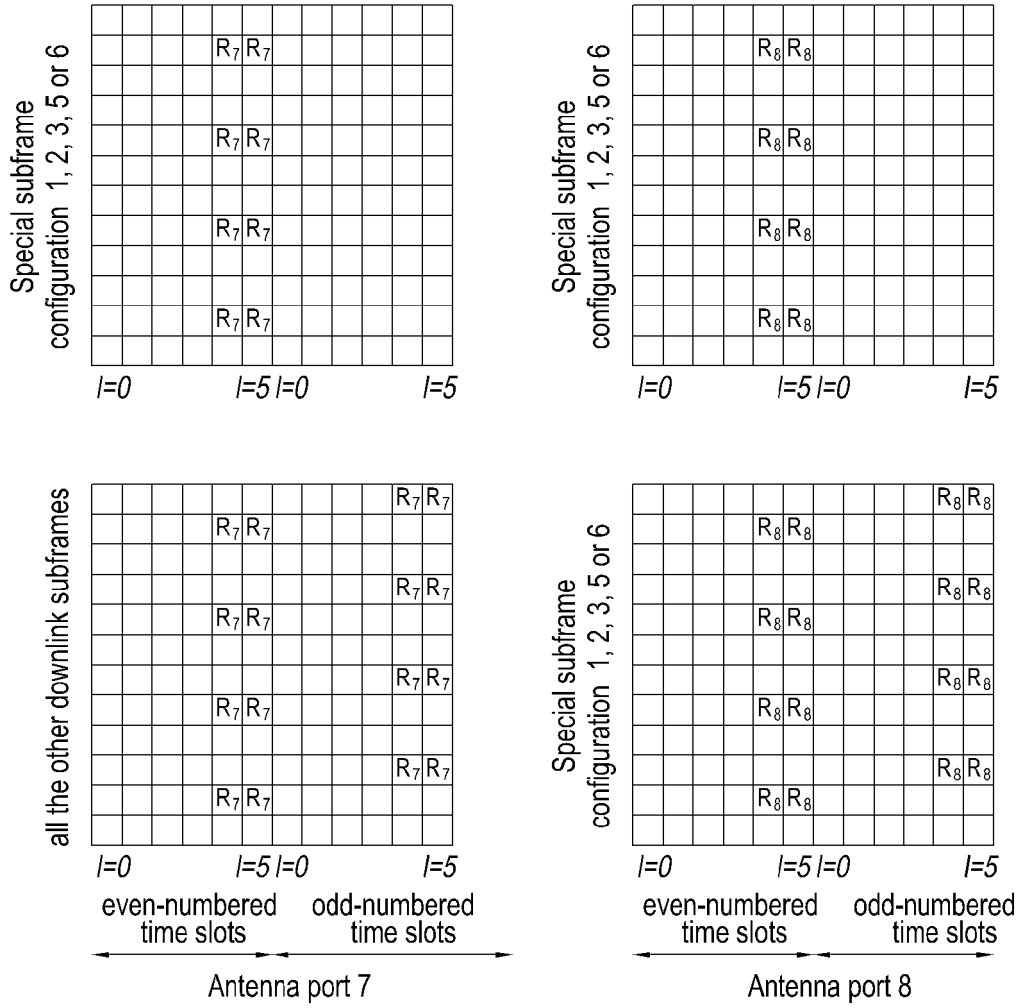 Special subframe
configuration 1, 2, 3, 5 or 6
R7 R7
R7 R7
R7 R7
R7 R7
l=0 l=5 l=0 l=5
Special subframe
configuration 1, 2, 3, 5 or 6
R8 R8
R8 R8
R8 R8
R8 R8
l=0 l=5 l=0 l=5
all the other downlink subframes
R7 R7
R7 R7
R7 R7
R7 R7
R7 R7
R7 R7
R7 R7
R7 R7
l=0 l=5 l=0 l=5
even-numbered
time slots
odd-numbered
time slots
Antenna port 7
Special subframe
configuration 1, 2, 3, 5 or 6
R8 R8
R8 R8
R8 R8
R8 R8
R8 R8
R8 R8
R8 R8
R8 R8
l=0 l=5 l=0 l=5
even-numbered
time slots
odd-numbered
time slots
Antenna port 8